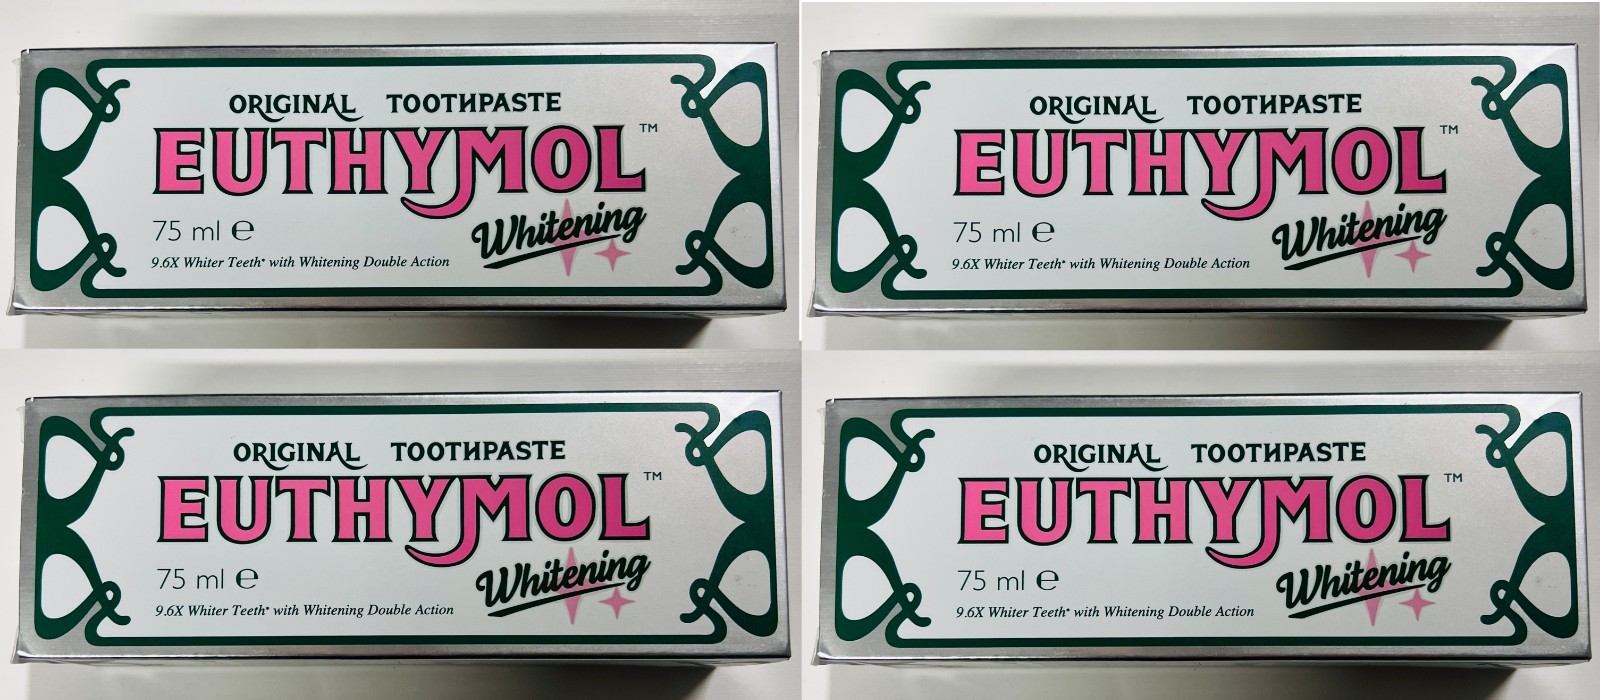 ORIGINAL TOOTHPASTE
EUTHYMOL™
75 ml ℮
Whitening
9.6X Whiter Teeth* with Whitening Double Action
ORIGINAL TOOTHPASTE
EUTHYMOL™
75 ml ℮
Whitening
9.6X Whiter Teeth* with Whitening Double Action
ORIGINAL TOOTHPASTE
EUTHYMOL™
75 ml ℮
Whitening
9.6X Whiter Teeth* with Whitening Double Action
ORIGINAL TOOTHPASTE
EUTHYMOL™
75 ml ℮
Whitening
9.6X Whiter Teeth* with Whitening Double Action